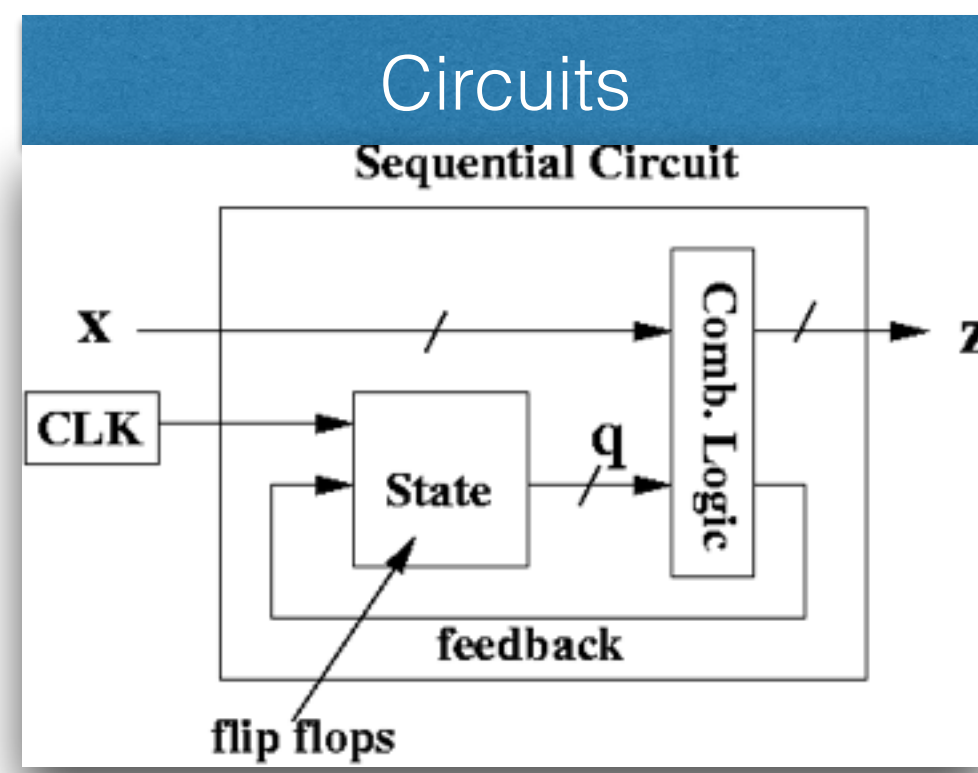 Circuits
Sequential Circuit
x
z
Comb. Logic
CLK
q
State
feedback
flip flops